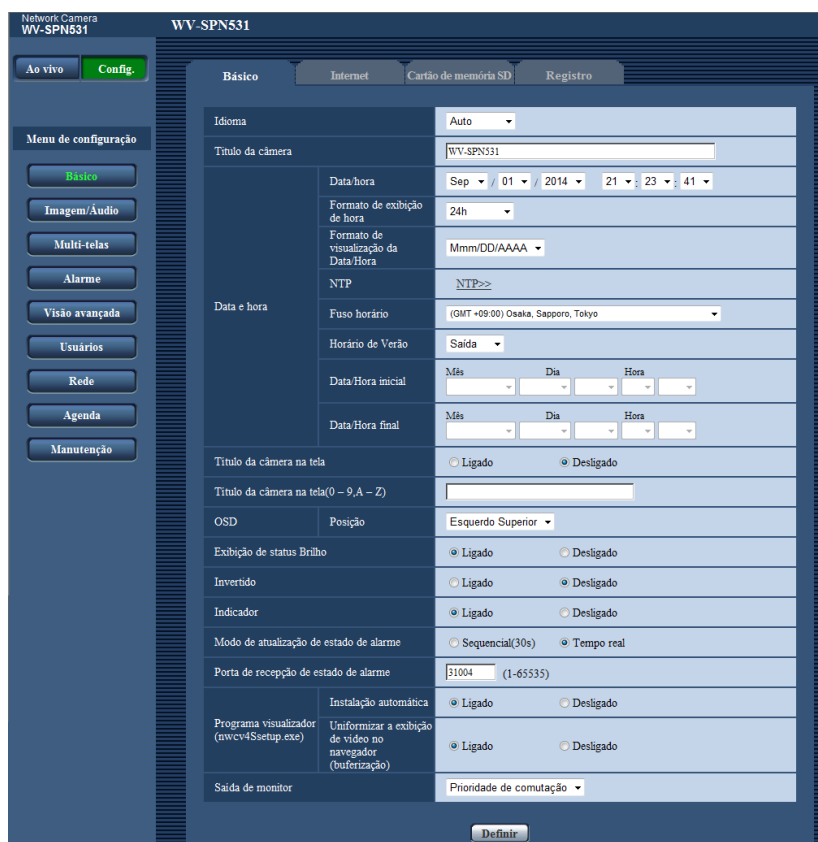 Network Camera
WV-SPN531
WV-SPN531
Ao vivo
Config.
Menu de configuração
Básico
Imagem/Áudio
Multi-telas
Alarme
Visão avançada
Usuários
Rede
Agenda
Manutenção
Básico
Internet
Cartão de memória SD
Registro
Idioma
Auto
Titulo da câmera
WV-SPN531
Data e hora
Data/hora
Sep / 01 / 2014 21 : 23 : 41
Formato de exibição
de hora
24h
Formato de
visualização da
Data/Hora
Mmm/DD/AAAA
NTP
NTP>>
Fuso horário
(GMT +09:00) Osaka, Sapporo, Tokyo
Horário de Verão
Saída
Data/Hora inicial
Mês Dia Hora
Data/Hora final
Mês Dia Hora
Titulo da câmera na tela
Ligado Desligado
Titulo da câmera na tela(0 – 9,A – Z)
OSD
Posição
Esquerdo Superior
Exibição de status Brilho
Ligado Desligado
Invertido
Ligado Desligado
Indicador
Ligado Desligado
Modo de atualização de estado de alarme
Sequencial(30s) Tempo real
Porta de recepção de estado de alarme
31004 (1-65535)
Programa visualizador
(nwcv4Ssetup.exe)
Instalação automática
Ligado Desligado
Uniformizar a exibição
de vídeo no
navegador
(buferização)
Ligado Desligado
Saída de monitor
Prioridade de comutação
Definir